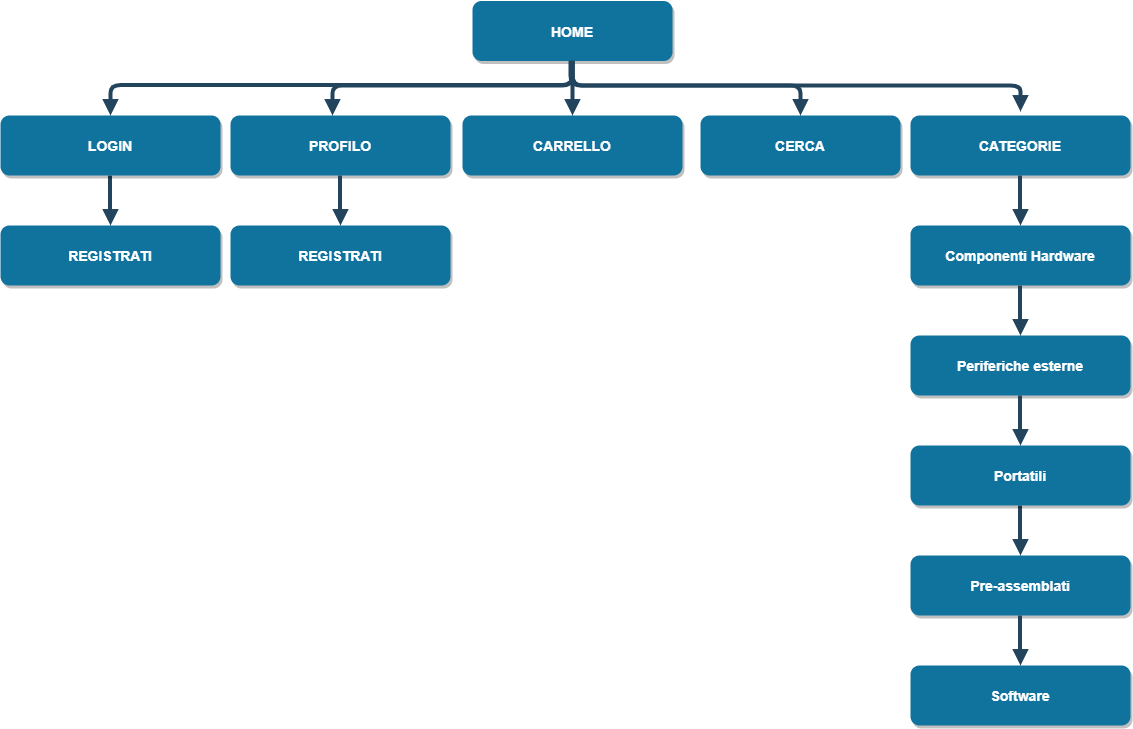 HOME
LOGIN
PROFILO
CARRELLO
CERCA
CATEGORIE
REGISTRATI
REGISTRATI
Componenti Hardware
Periferiche esterne
Portatili
Pre-assemblati
Software